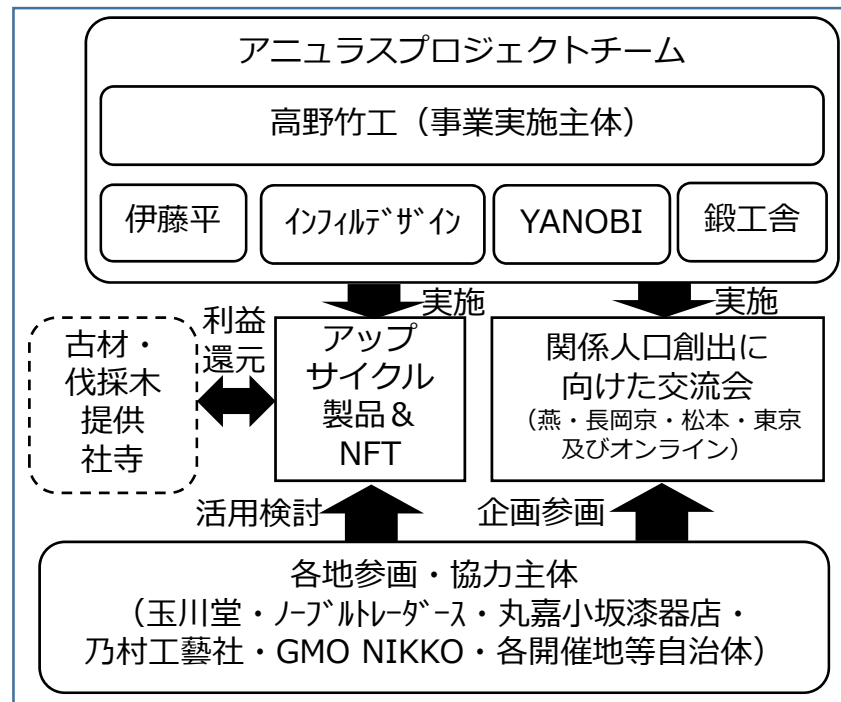 アニュラスプロジェクトチーム
高野竹工（事業実施主体）
伊藤平
ｲﾝﾌｨﾙﾃﾞｻﾞｲﾝ
YANOBI
鍛工舎
実施
実施
古材・
伐採木
提供
社寺
利益
還元
アップ
サイクル
製品＆
NFT
関係人口創出に
向けた交流会
（燕・長岡京・松本・東京
及びオンライン）
活用検討
企画参画
各地参画・協力主体
（玉川堂・ﾉｰﾌﾞﾙﾄﾚｰﾀﾞｰｽ・丸嘉小坂漆器店・
乃村工藝社・GMO NIKKO・各開催地等自治体）